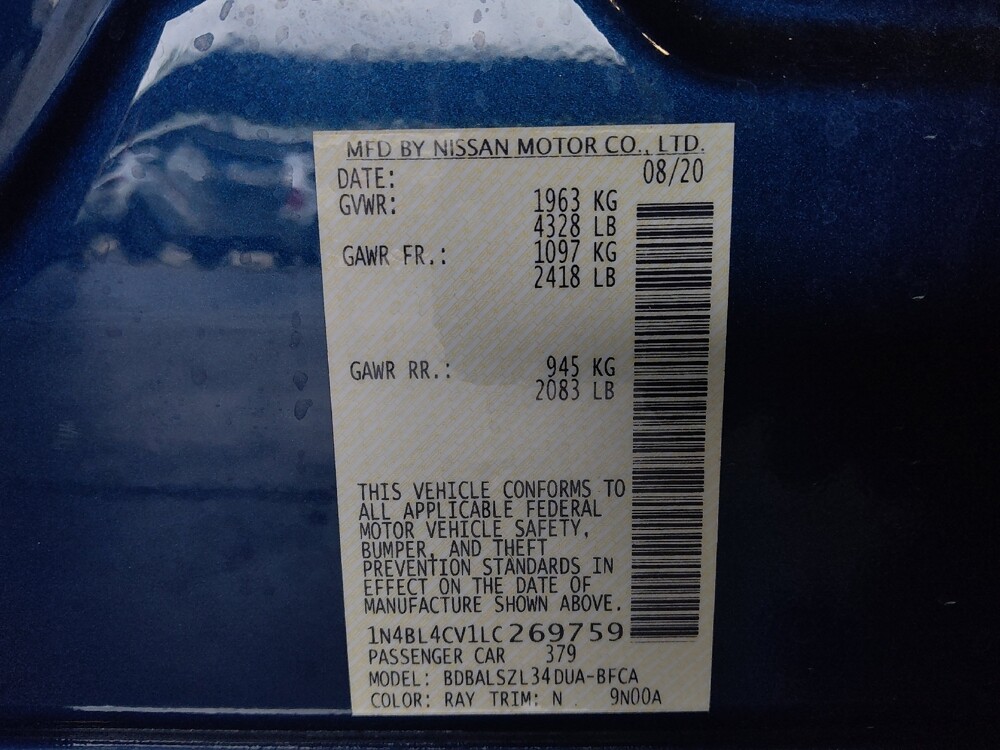 MFD BY NISSAN MOTOR CO., LTD.
DATE: 08/20
GVWR: 1963 KG
4328 LB
GAWR FR.: 1097 KG
2418 LB
GAWR RR.: 945 KG
2083 LB
THIS VEHICLE CONFORMS TO
ALL APPLICABLE FEDERAL
MOTOR VEHICLE SAFETY,
BUMPER, AND THEFT
PREVENTION STANDARDS IN
EFFECT ON THE DATE OF
MANUFACTURE SHOWN ABOVE.
1N4BL4CV1LC269759
PASSENGER CAR 379
MODEL: BDBALSZL34DUA-BFCA
COLOR: RAY TRIM: N 9N00A